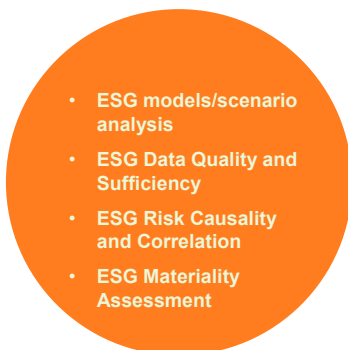 • ESG models/scenario
analysis
• ESG Data Quality and
Sufficiency
• ESG Risk Causality
and Correlation
• ESG Materiality
Assessment